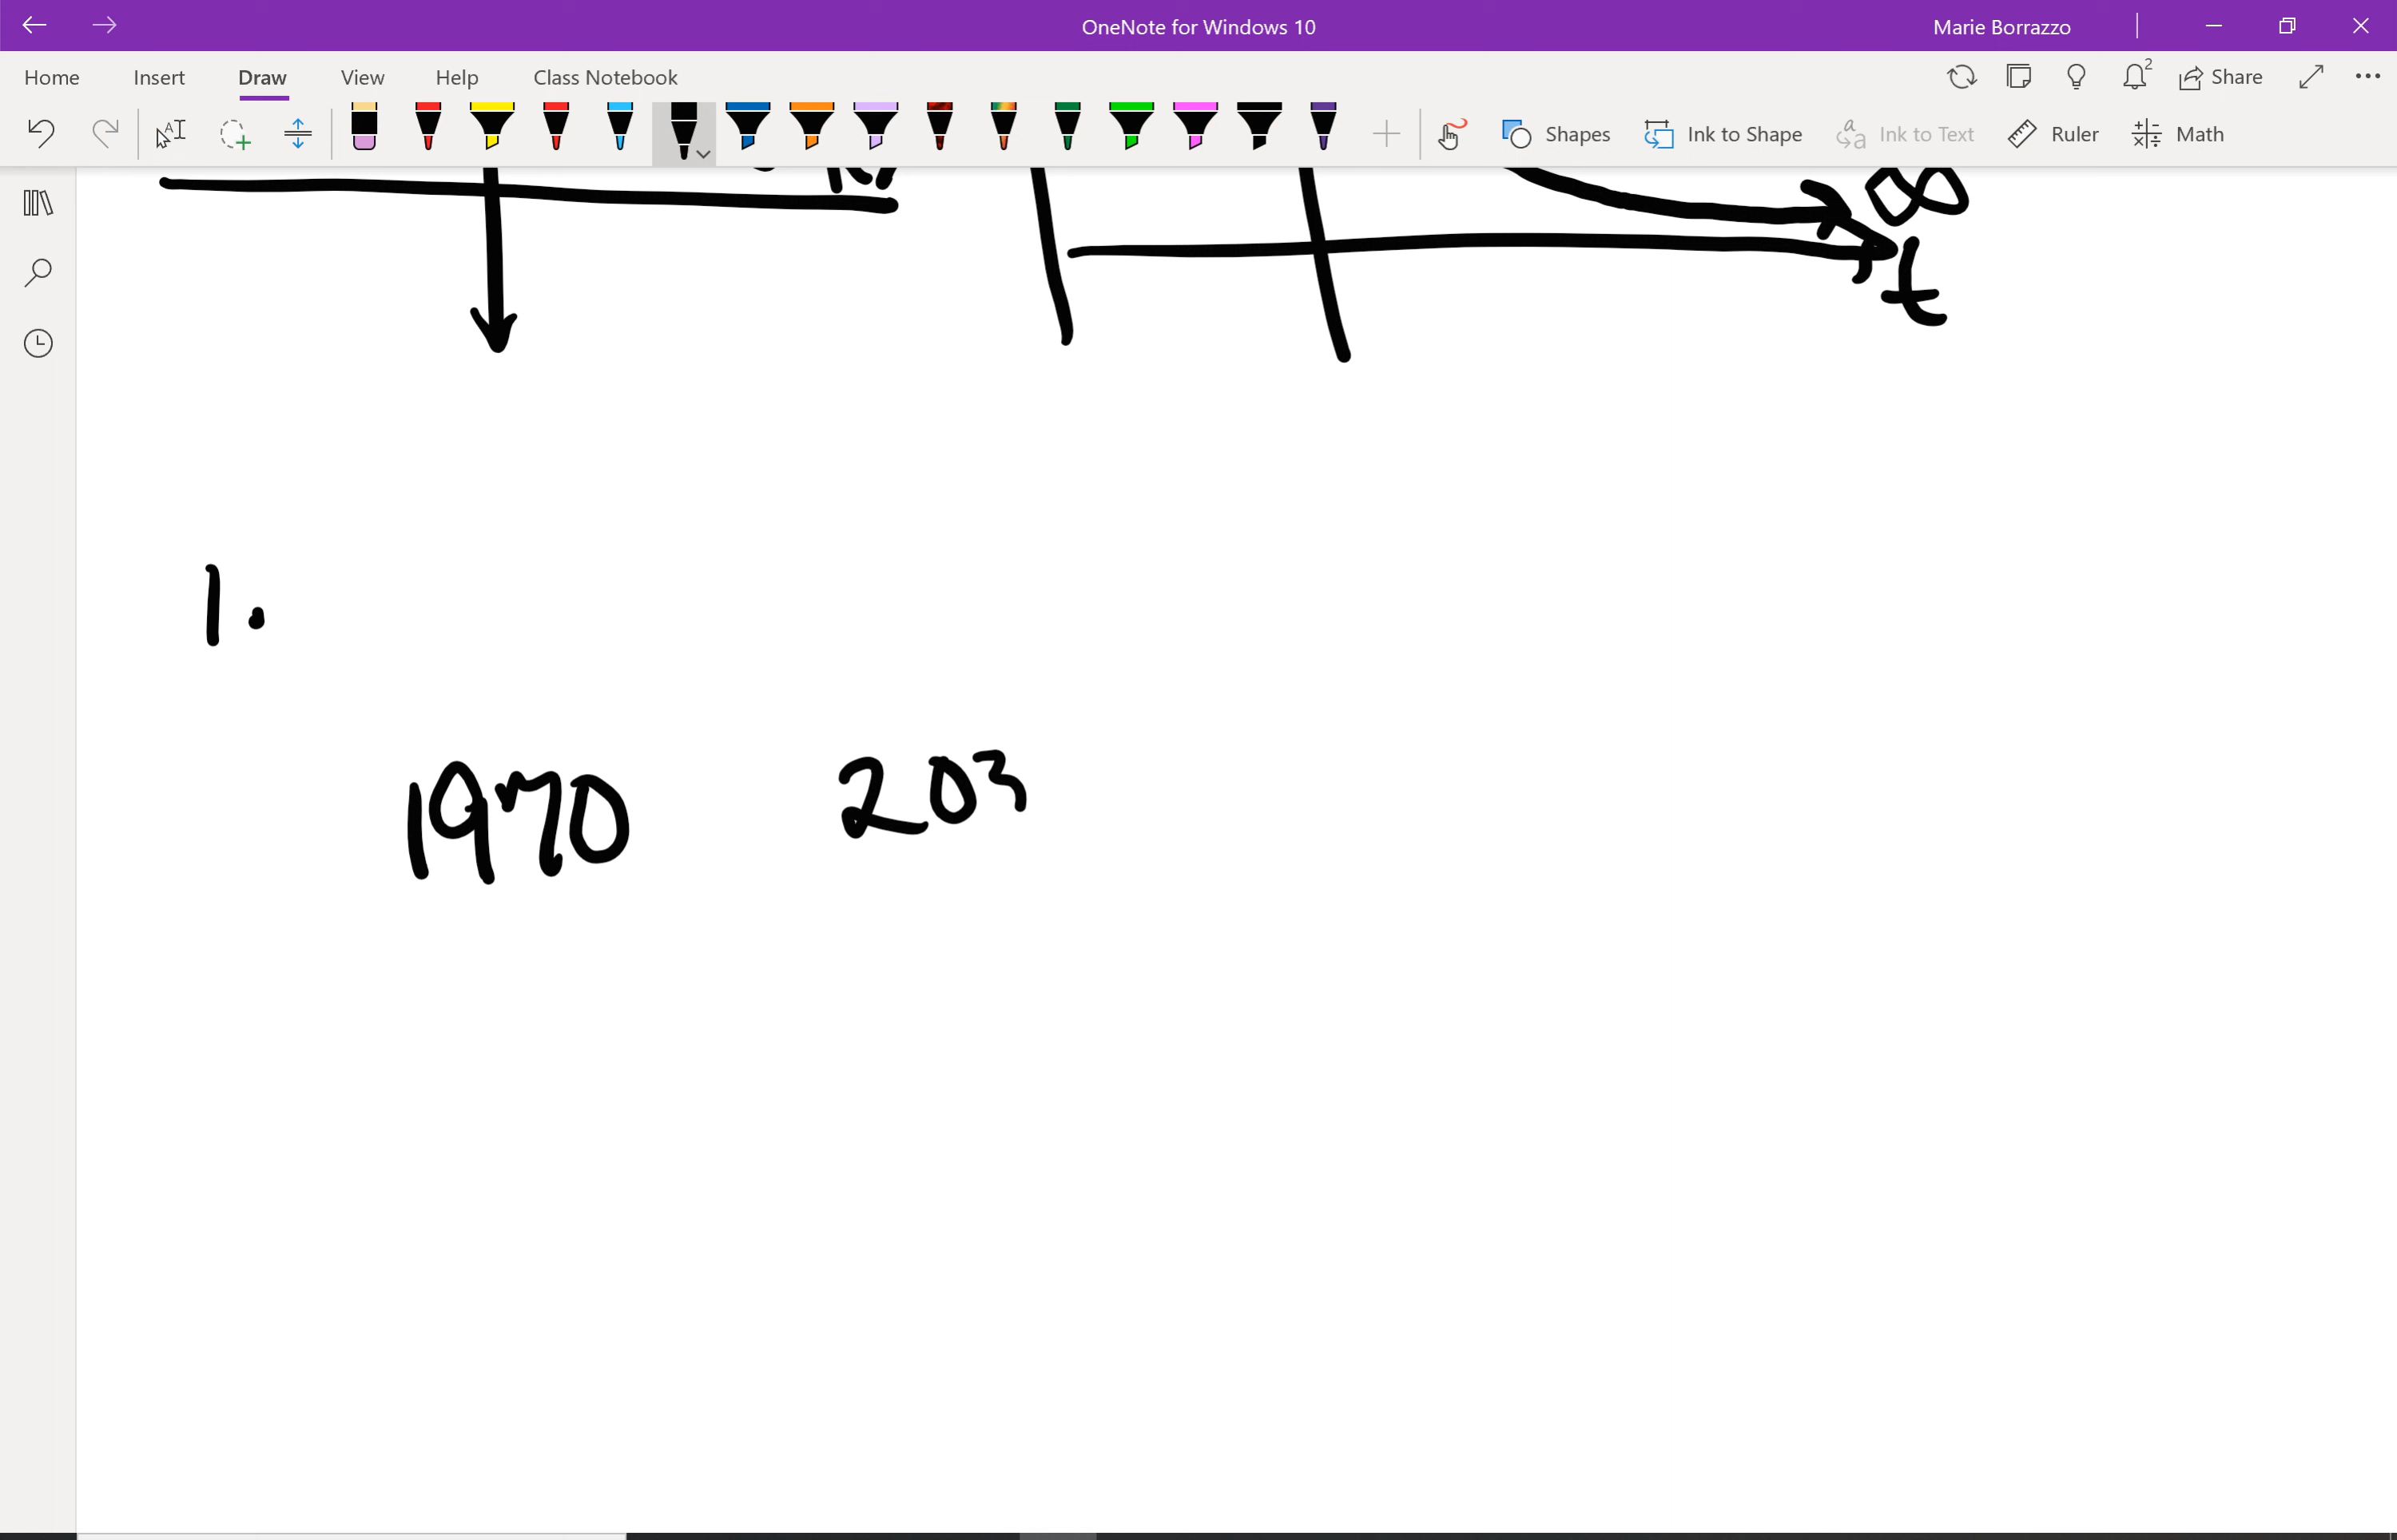 OneNote for Windows 10
Marie Borrazzo
Home Insert Draw View Help Class Notebook
2
Share
Shapes Ink to Shape Ink to Text Ruler Math
∞
t
1.
1970 203